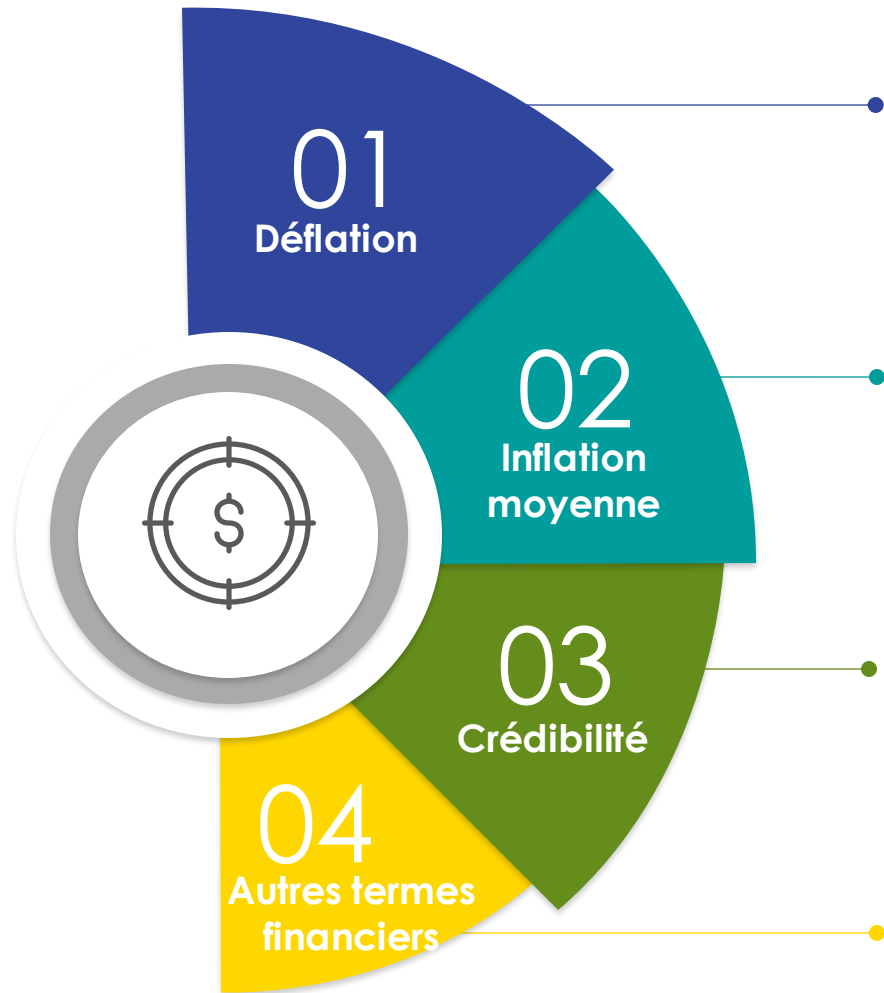 01
Déflation
$
02
Inflation
moyenne
03
Crédibilité
04
Autres termes
financiers